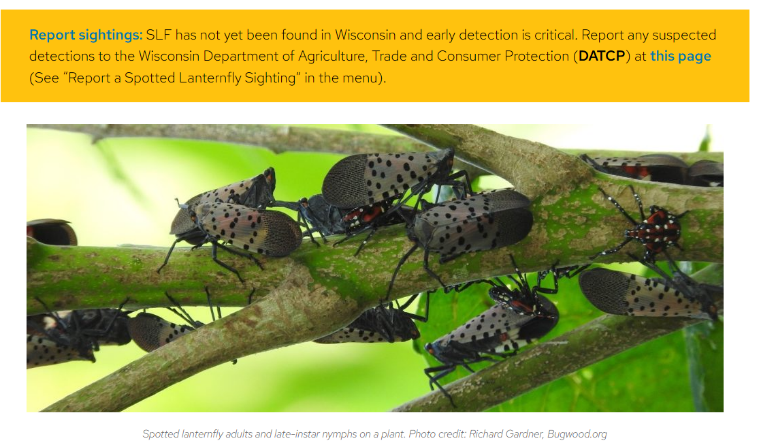 Report sightings: SLF has not yet been found in Wisconsin and early detection is critical. Report any suspected
detections to the Wisconsin Department of Agriculture, Trade and Consumer Protection (DATCP) at this page
(See “Report a Spotted Lanternfly Sighting” in the menu).
Spotted lanternfly adults and late-instar nymphs on a plant. Photo credit: Richard Gardner, Bugwood.org